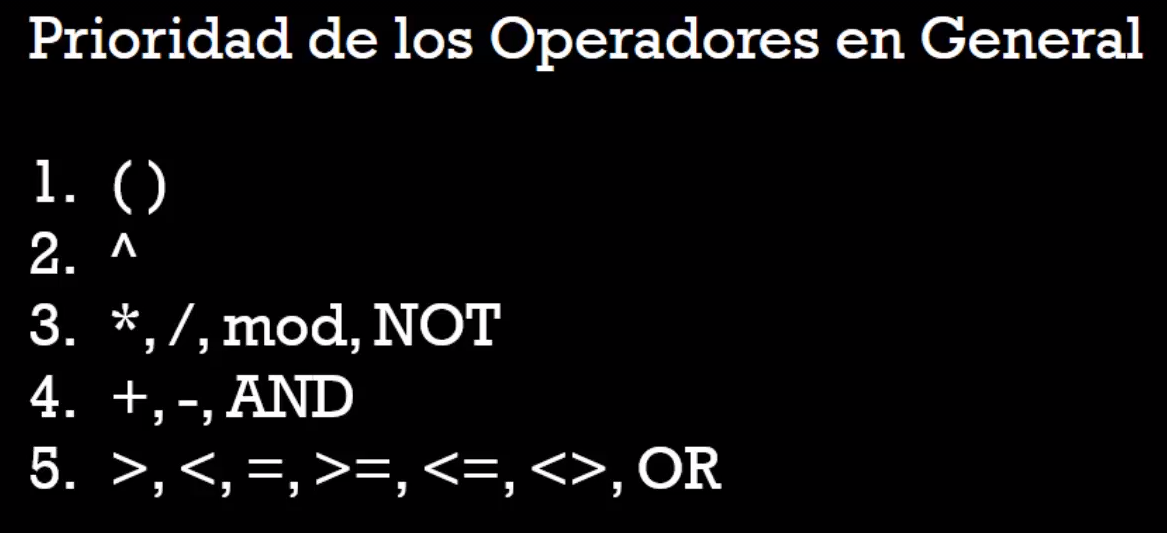 Prioridad de los Operadores en General
1. ( )
2. ^
3. *, /, mod, NOT
4. +, -, AND
5. >, <, =, >=, <=, <>, OR